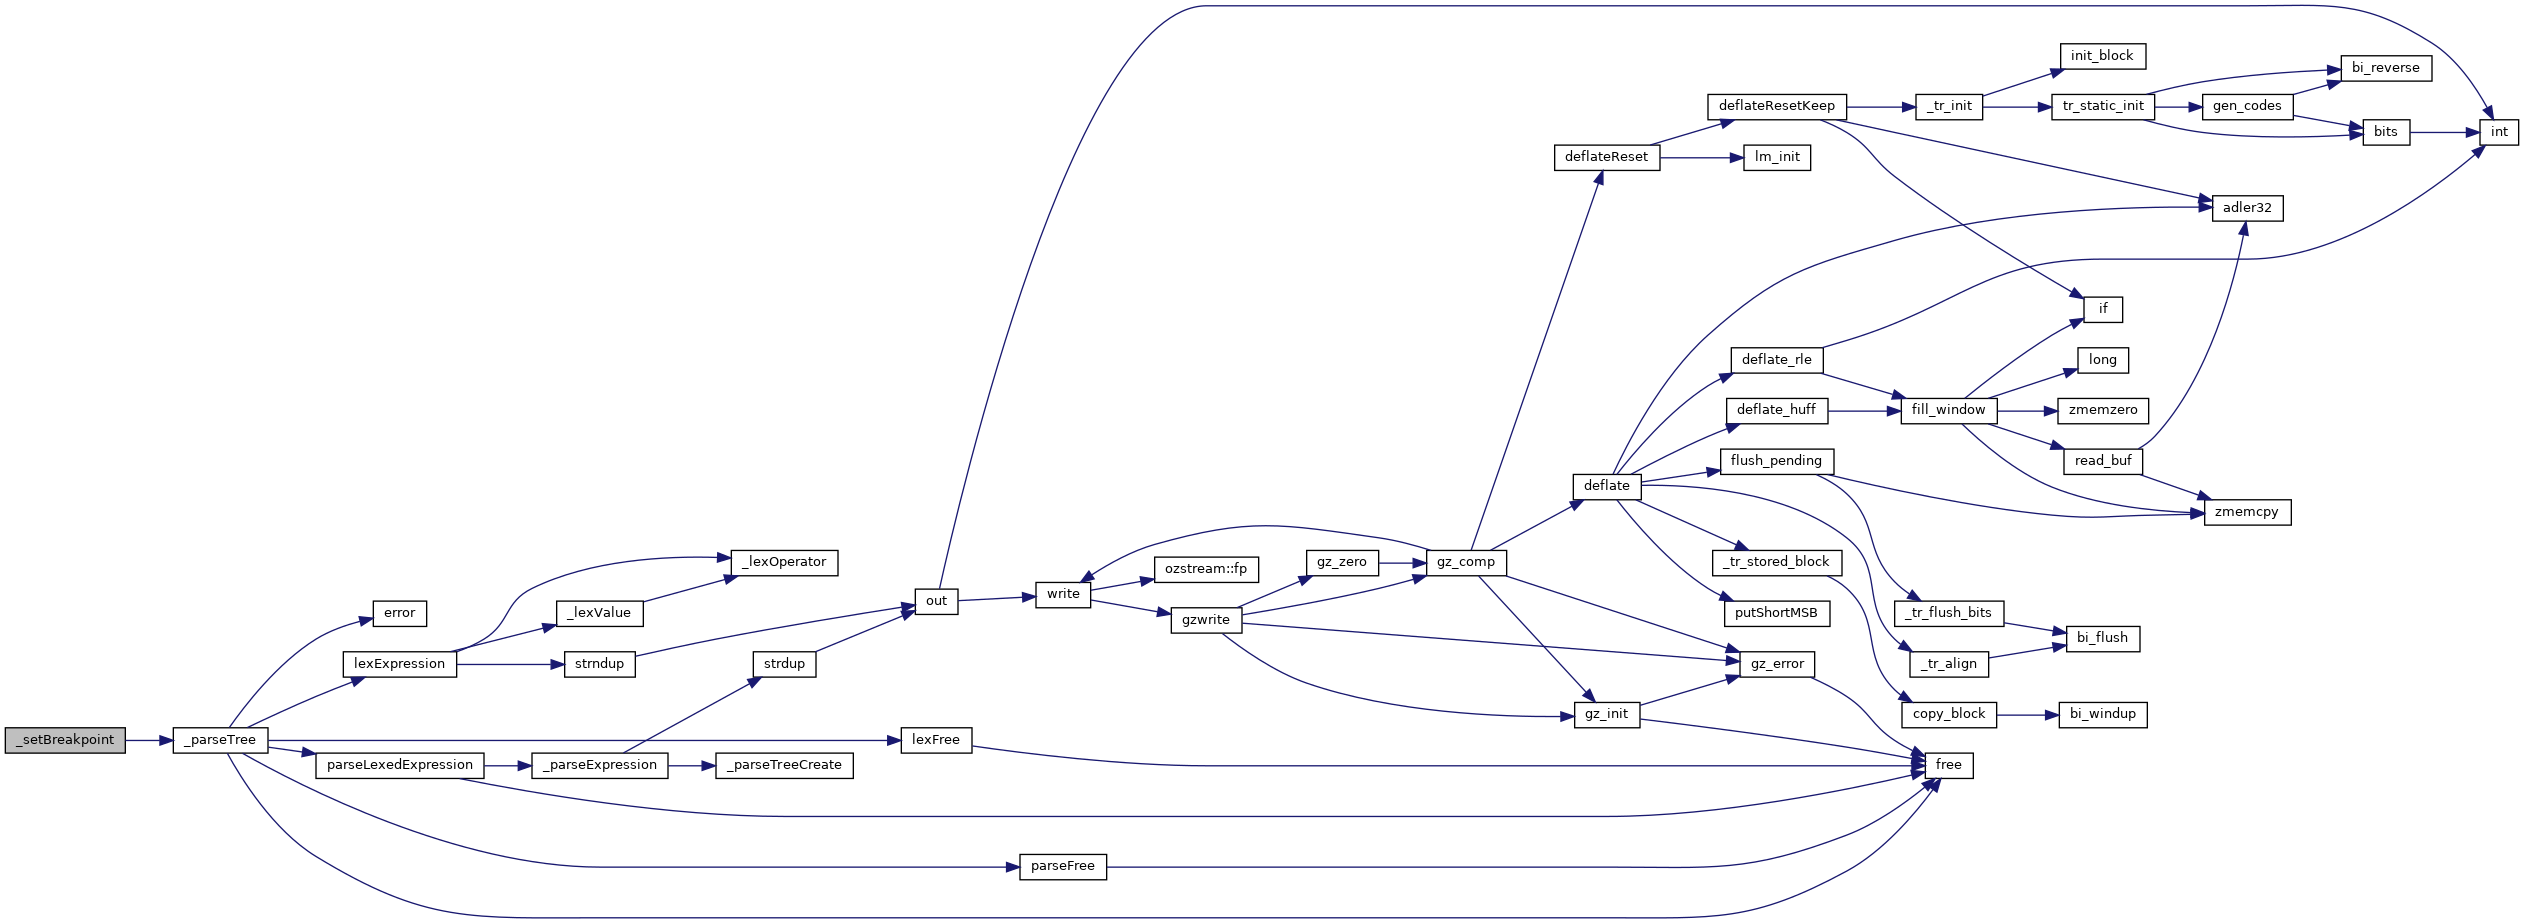 _setBreakpoint
_parseTree
error
lexExpression
parseLexedExpression
_lexValue
strndup
_parseExpression
_lexOperator
strdup
_parseTreeCreate
out
lexFree
parseFree
write
ozstream::fp
gzwrite
gz_zero
gz_comp
deflateReset
deflate
gz_init
deflateResetKeep
lm_init
deflate_rle
deflate_huff
flush_pending
_tr_stored_block
putShortMSB
gz_error
_tr_init
fill_window
_tr_flush_bits
_tr_align
copy_block
free
init_block
tr_static_init
if
long
zmemzero
read_buf
bi_flush
bi_windup
gen_codes
adler32
zmemcpy
bi_reverse
bits
int